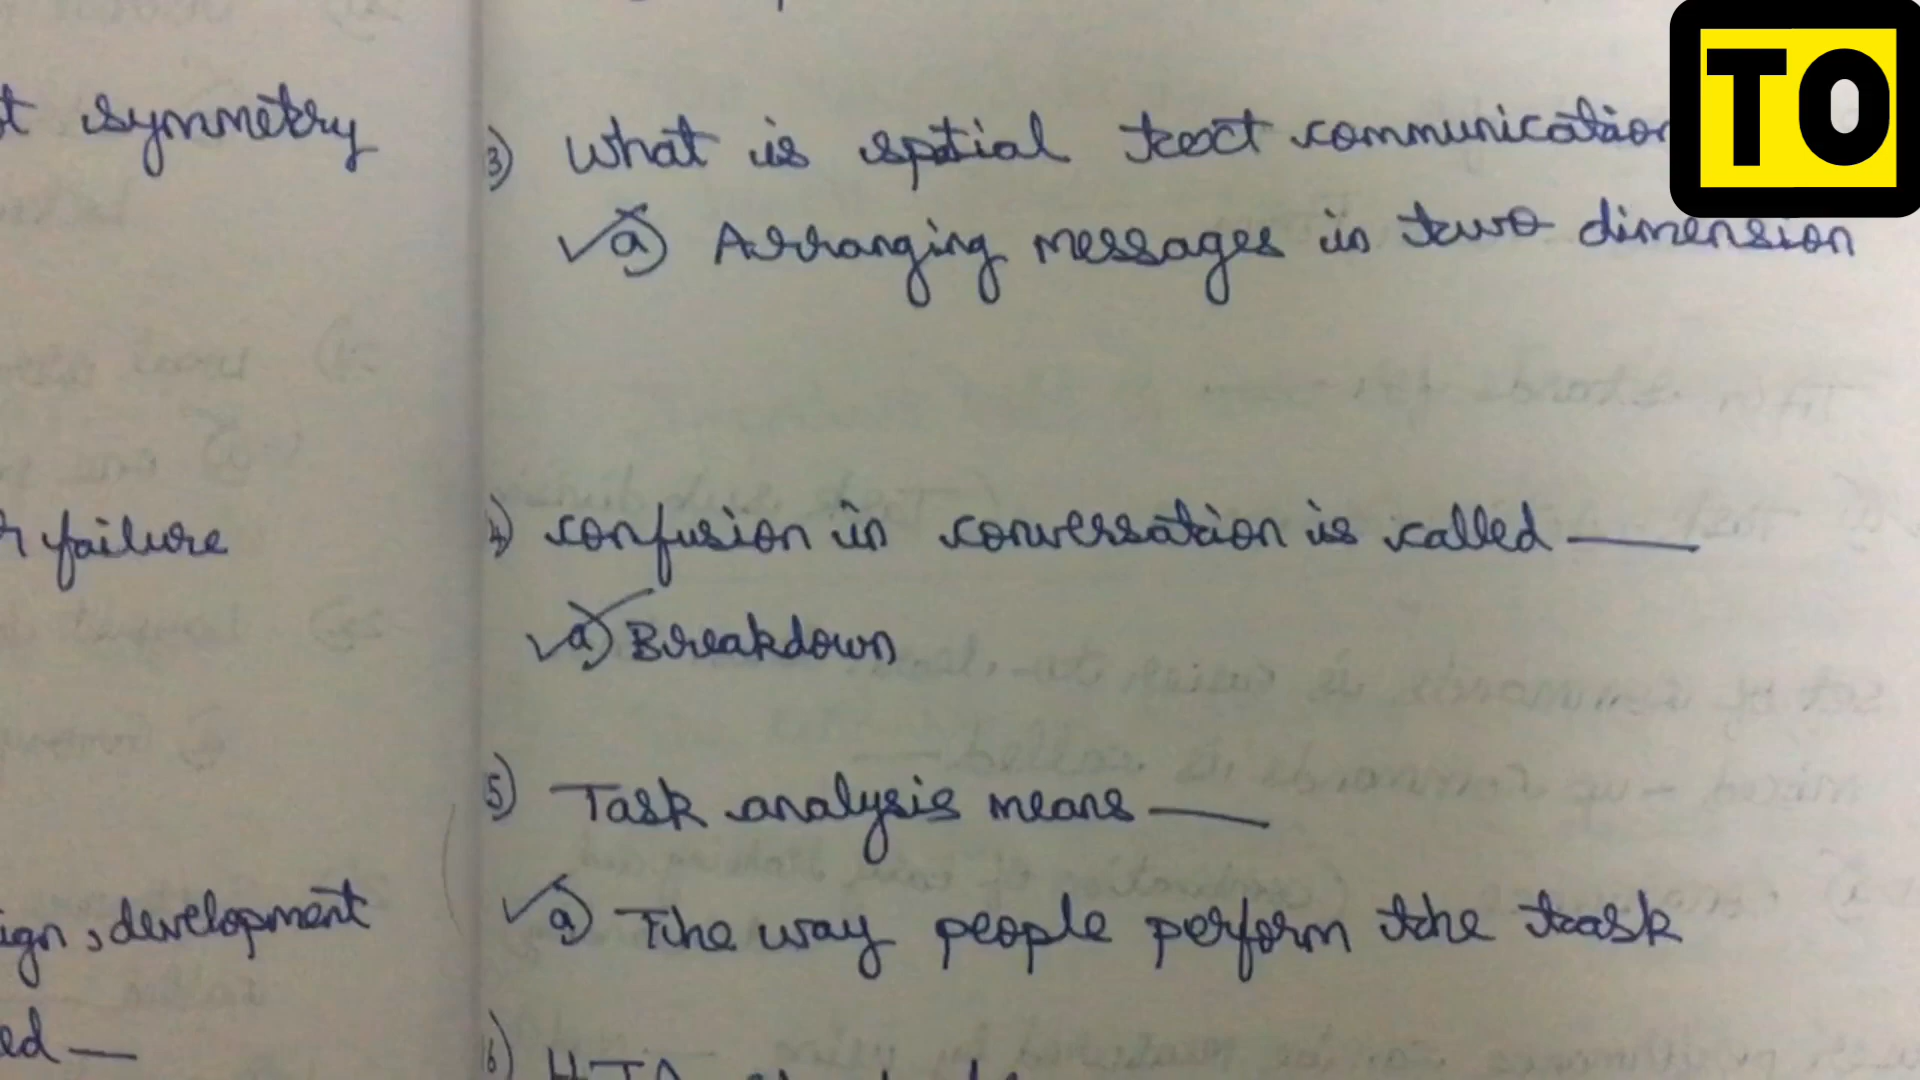 t symmetry
failure
ign, development
ed —
3) What is spatial text communication
a) Arranging messages in two dimension
4) confusion in conversation is called ——
a) Breakdown
5) Task analysis means ——
a) The way people perform the task
6)
TO